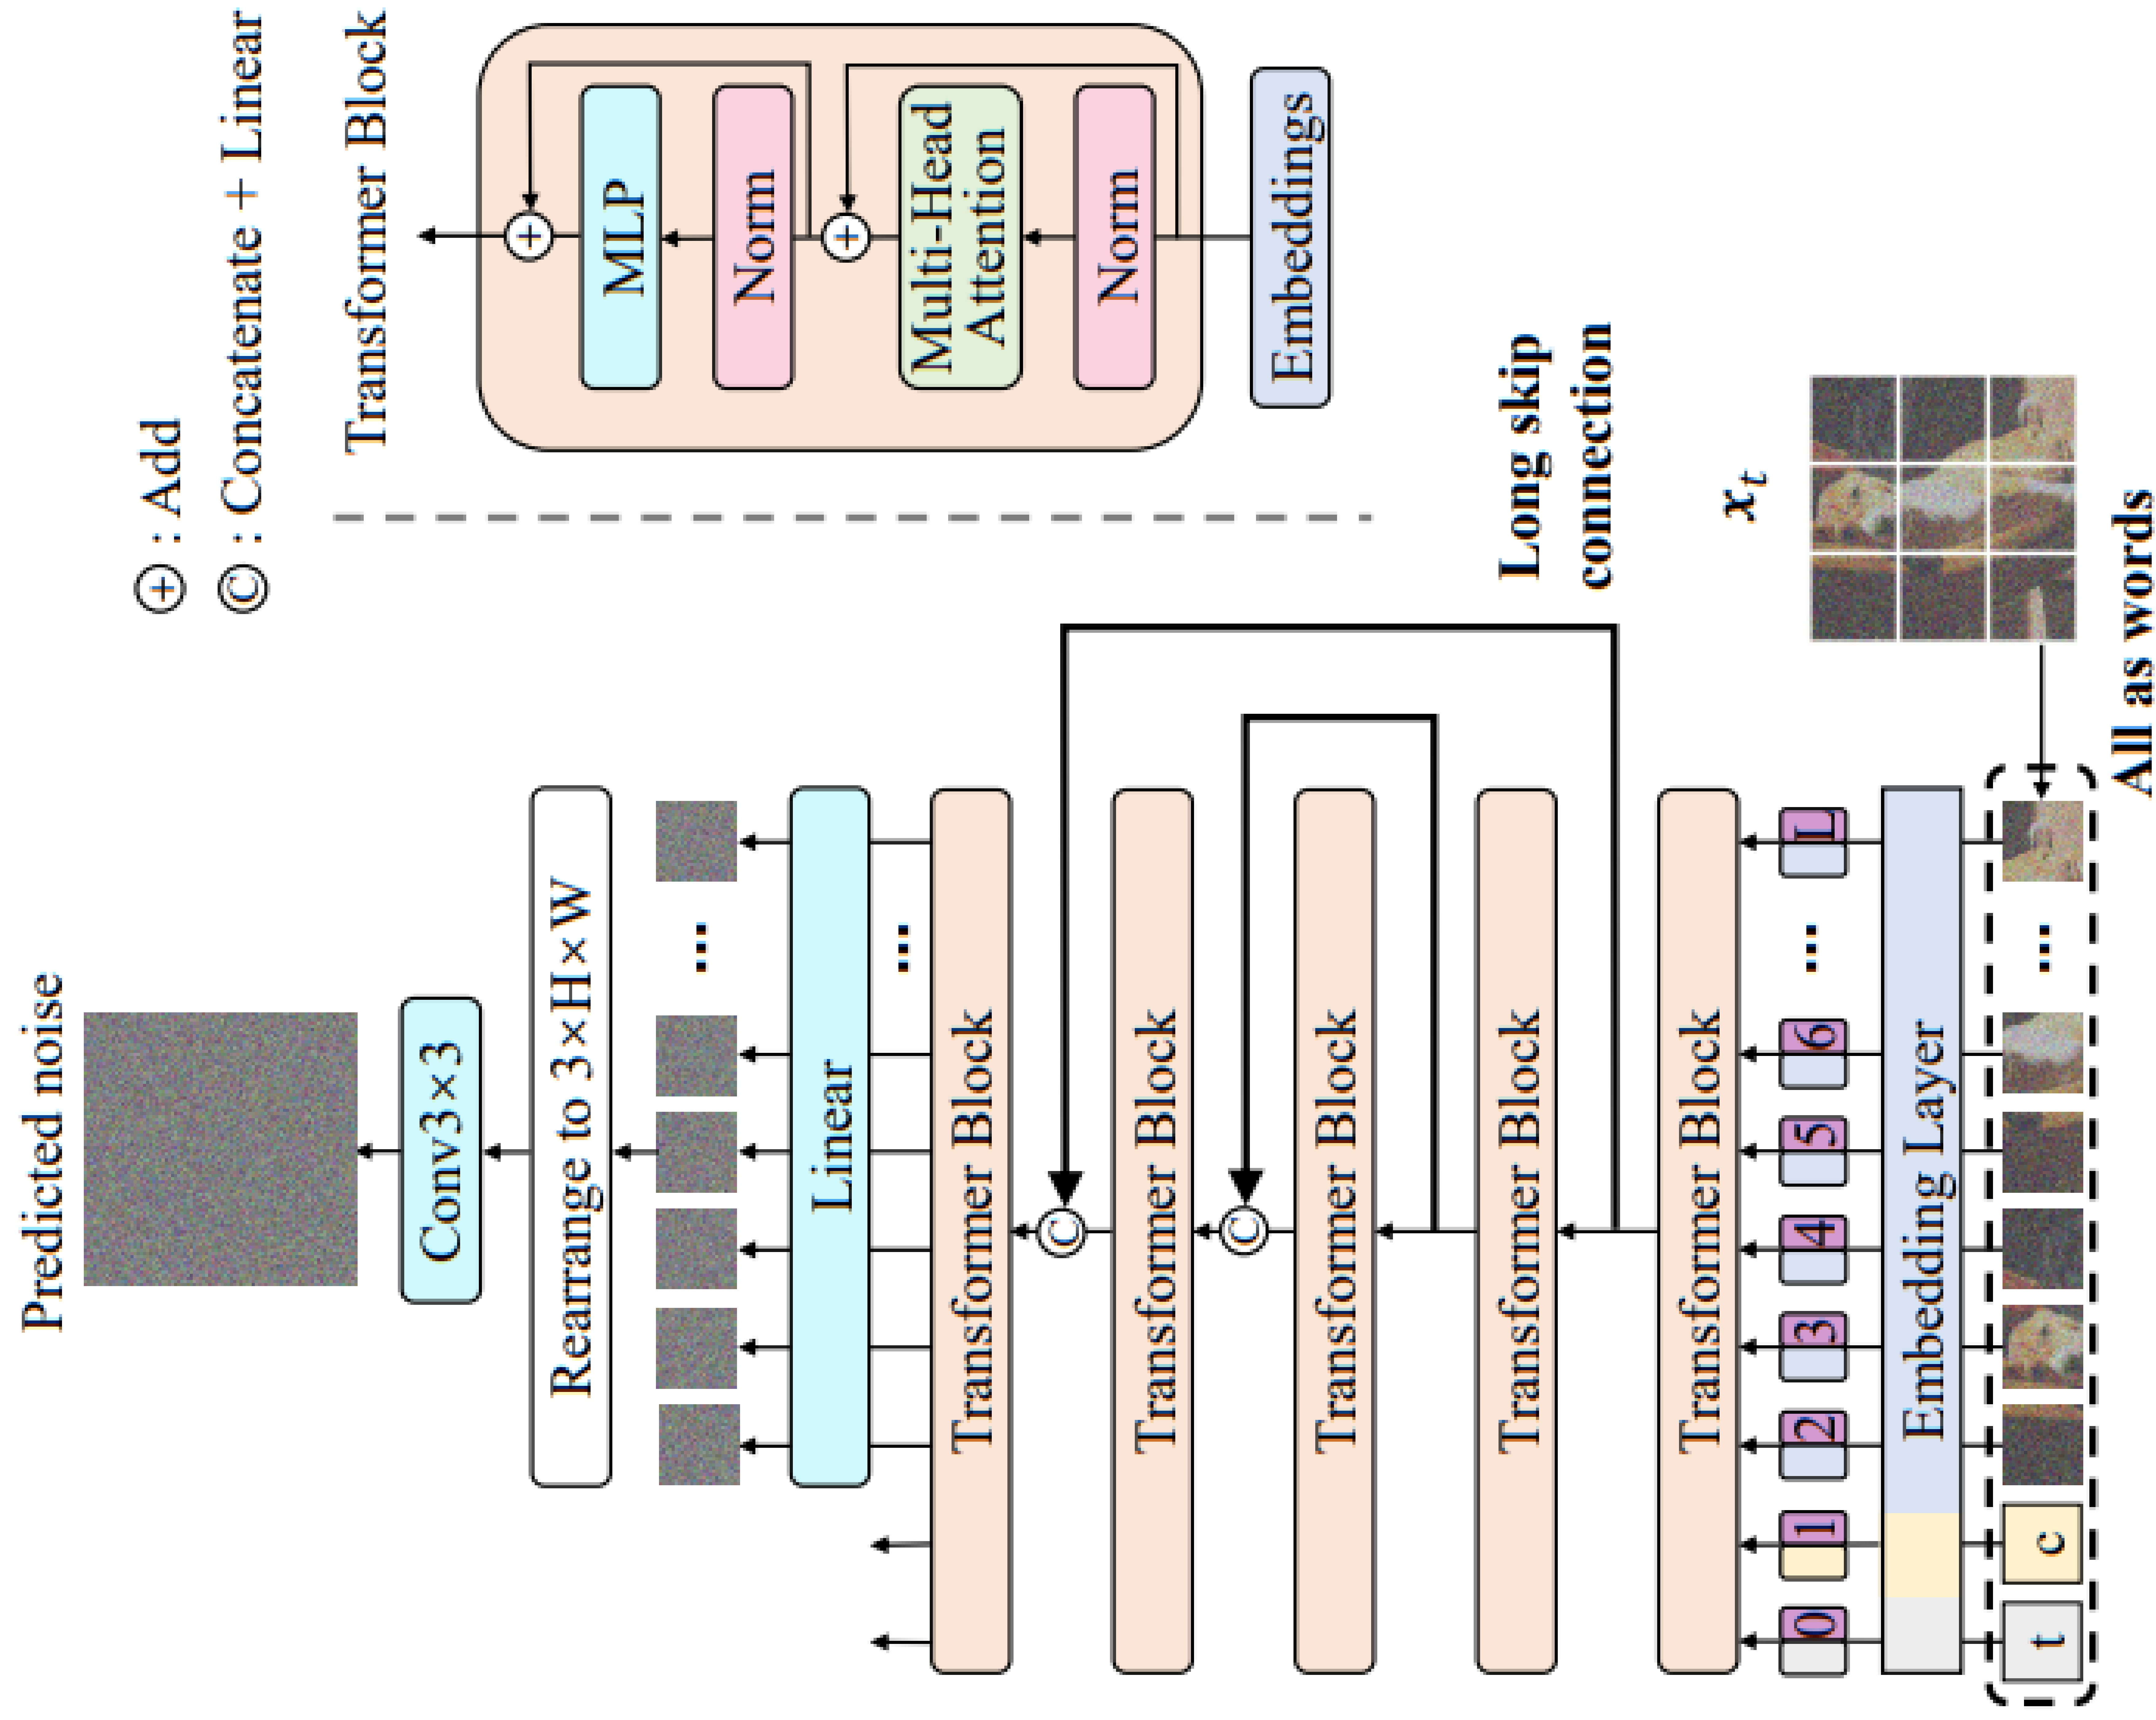 Predicted noise
Conv3×3
Rearrange to 3×H×W
...
Linear
...
Transformer Block
C
Transformer Block
C
Transformer Block
Transformer Block
Transformer Block
0 1 2 3 4 5 6 ... L
Embedding Layer
t c ...
All as words
x_t
Long skip
connection
+ : Add
C : Concatenate + Linear
Transformer Block
+
MLP
Norm
+
Multi-Head
Attention
Norm
Embeddings